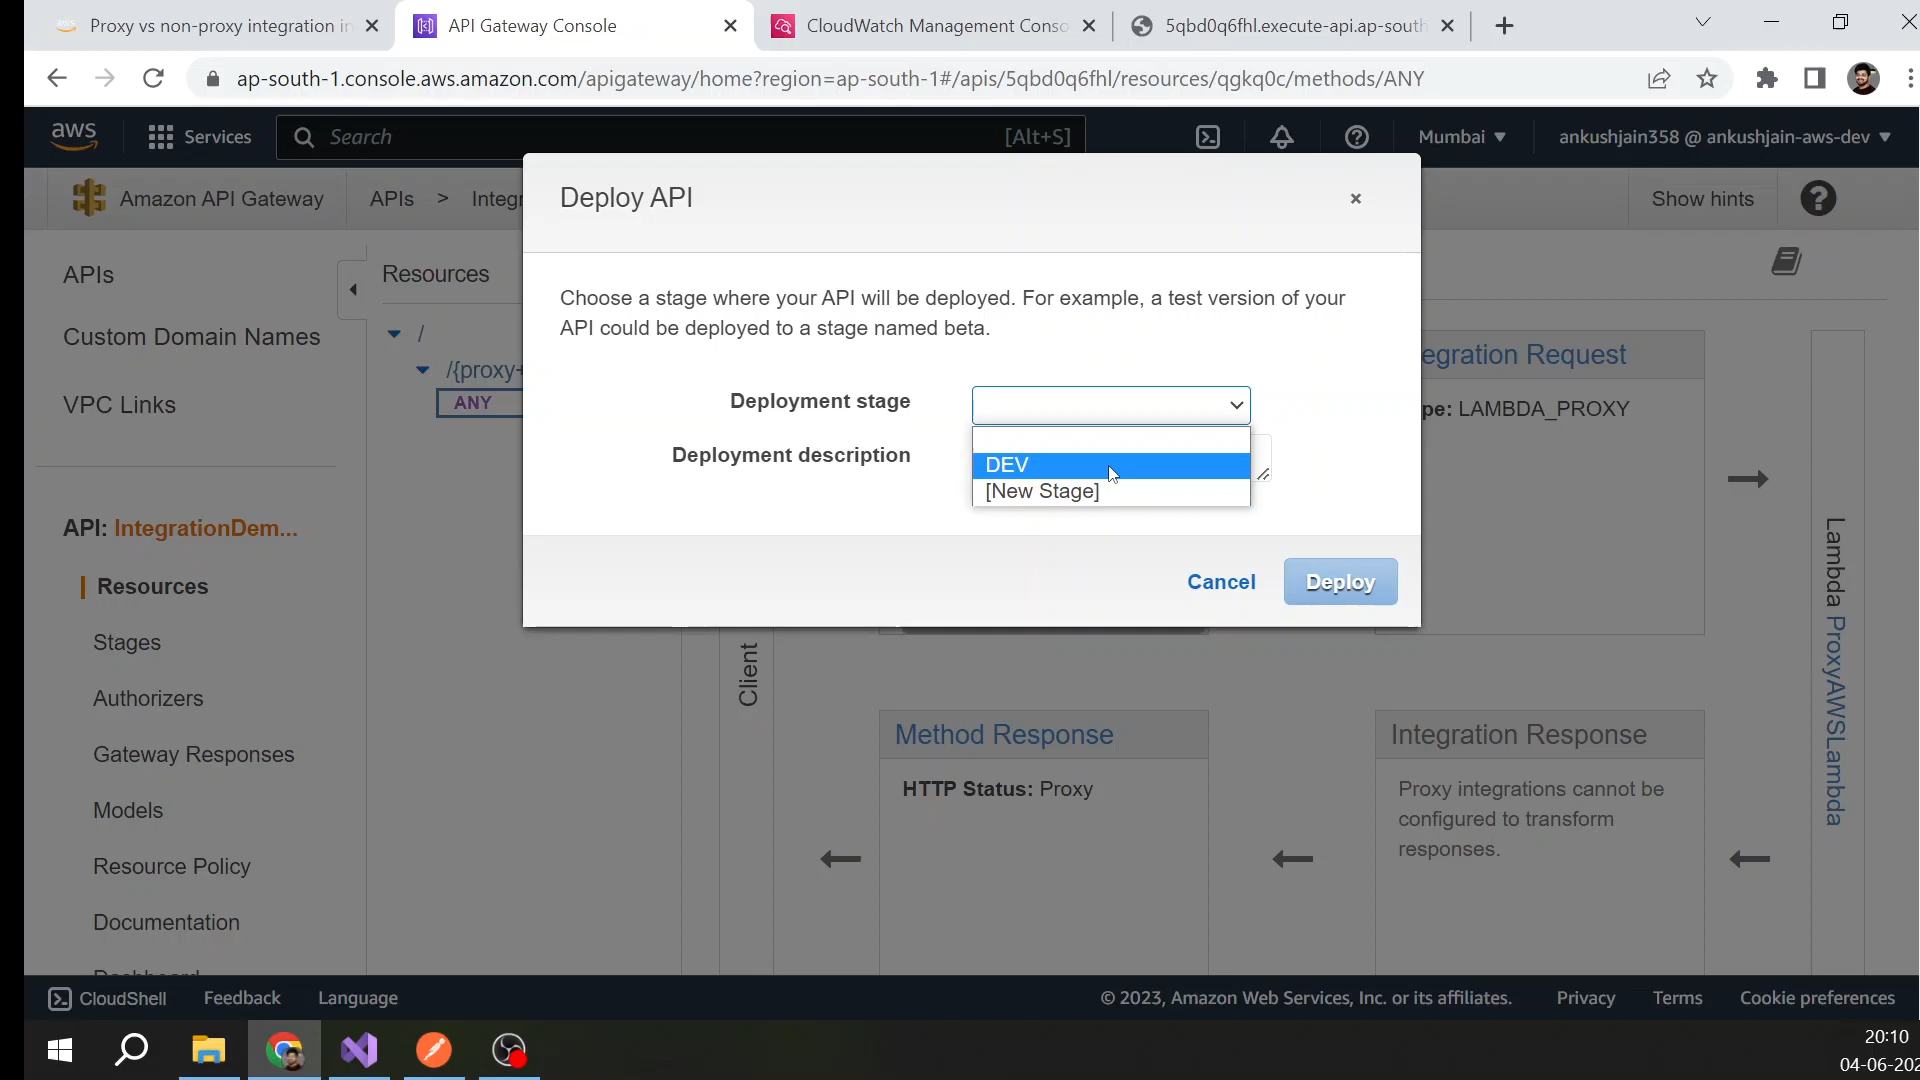 Proxy vs non-proxy integration in
API Gateway Console
CloudWatch Management Conso
5qbd0q6fhl.execute-api.ap-south
ap-south-1.console.aws.amazon.com/apigateway/home?region=ap-south-1#/apis/5qbd0q6fhl/resources/qgkq0c/methods/ANY
aws
Services
Search
[Alt+S]
Mumbai
ankushjain358 @ ankushjain-aws-dev
Amazon API Gateway
APIs > Integr
Show hints
APIs
Custom Domain Names
VPC Links
API: IntegrationDem...
Resources
Stages
Authorizers
Gateway Responses
Models
Resource Policy
Documentation
Resources
/
/{proxy+
ANY
Deploy API
Choose a stage where your API will be deployed. For example, a test version of your
API could be deployed to a stage named beta.
Deployment stage
DEV
[New Stage]
Deployment description
Cancel
Deploy
egration Request
pe: LAMBDA_PROXY
Client
Lambda ProxyAWSLambda
Method Response
HTTP Status: Proxy
Integration Response
Proxy integrations cannot be
configured to transform
responses.
CloudShell
Feedback
Language
© 2023, Amazon Web Services, Inc. or its affiliates.
Privacy
Terms
Cookie preferences
20:10
04-06-202